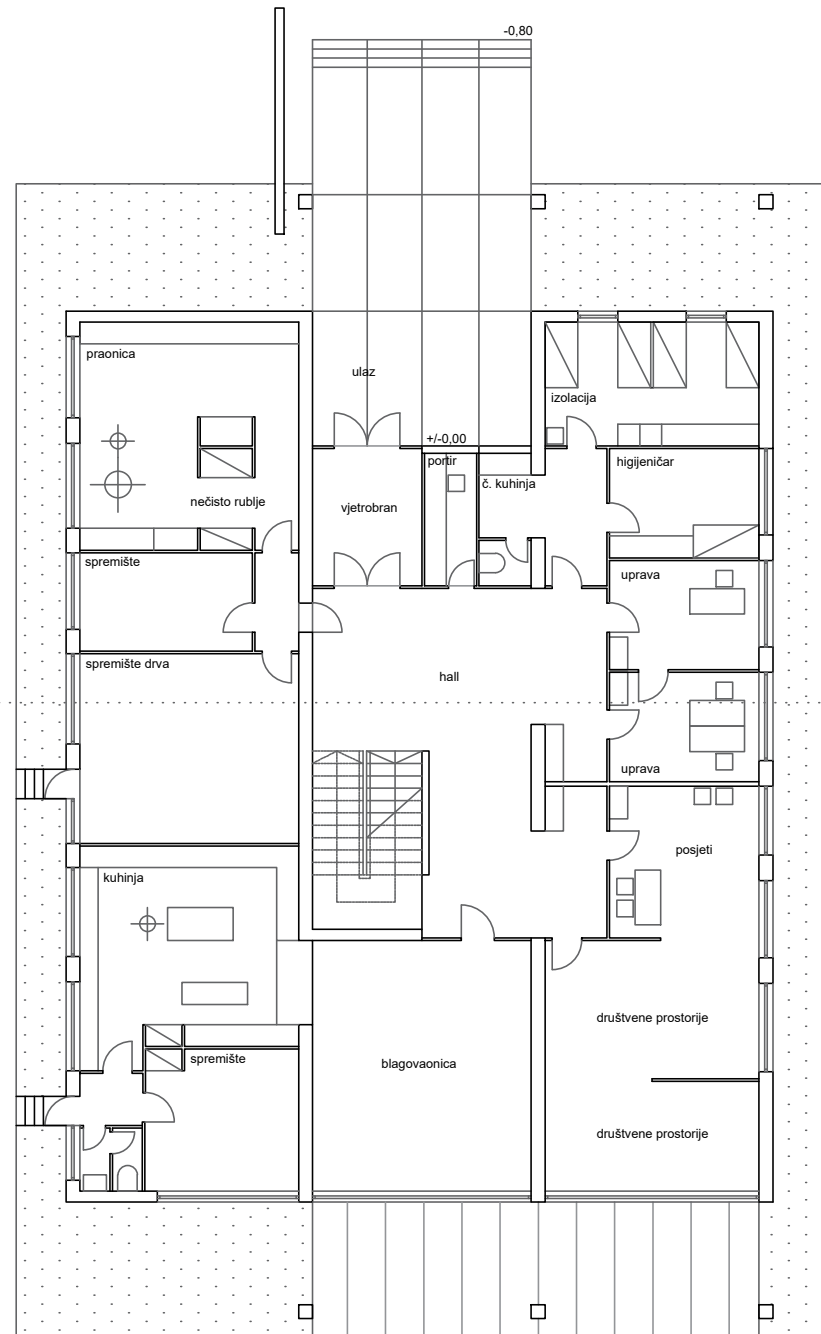 -0,80
praonica
ulaz
izolacija
+/-0,00
portir
higijeničar
č. kuhinja
nečisto rublje
vjetrobran
spremište
uprava
spremište drva
hall
uprava
posjeti
kuhinja
društvene prostorije
spremište
blagovaonica
društvene prostorije